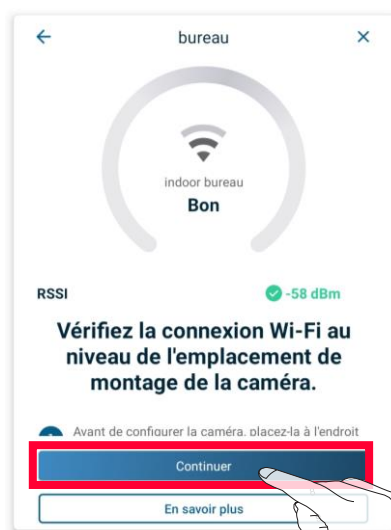 bureau
indoor bureau
Bon
RSSI
-58 dBm
Vérifiez la connexion Wi-Fi au
niveau de l'emplacement de
montage de la caméra.
Avant de configurer la caméra, placez-la à l'endroit
Continuer
En savoir plus